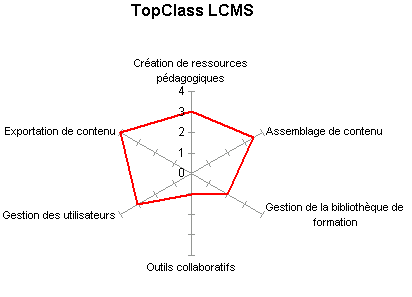 TopClass LCMS
Création de ressources
pédagogiques
4
3
2
1
0
Exportation de contenu
Assemblage de contenu
Gestion des utilisateurs
Gestion de la bibliothèque de
formation
Outils collaboratifs